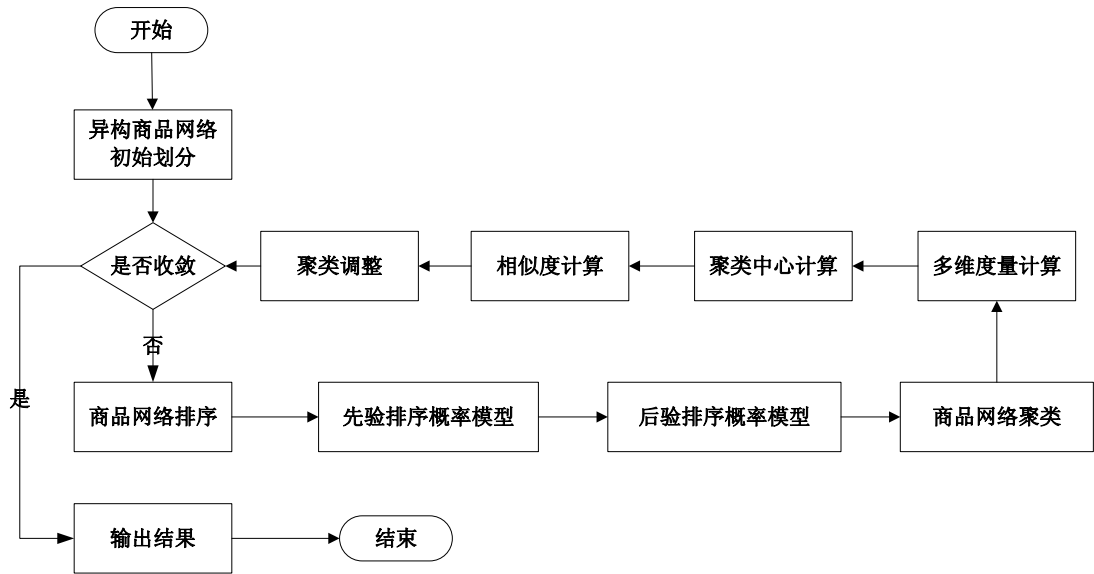 开始
异构商品网络
初始划分
是否收敛
聚类调整
相似度计算
聚类中心计算
多维度量计算
否
是
商品网络排序
先验排序概率模型
后验排序概率模型
商品网络聚类
输出结果
结束